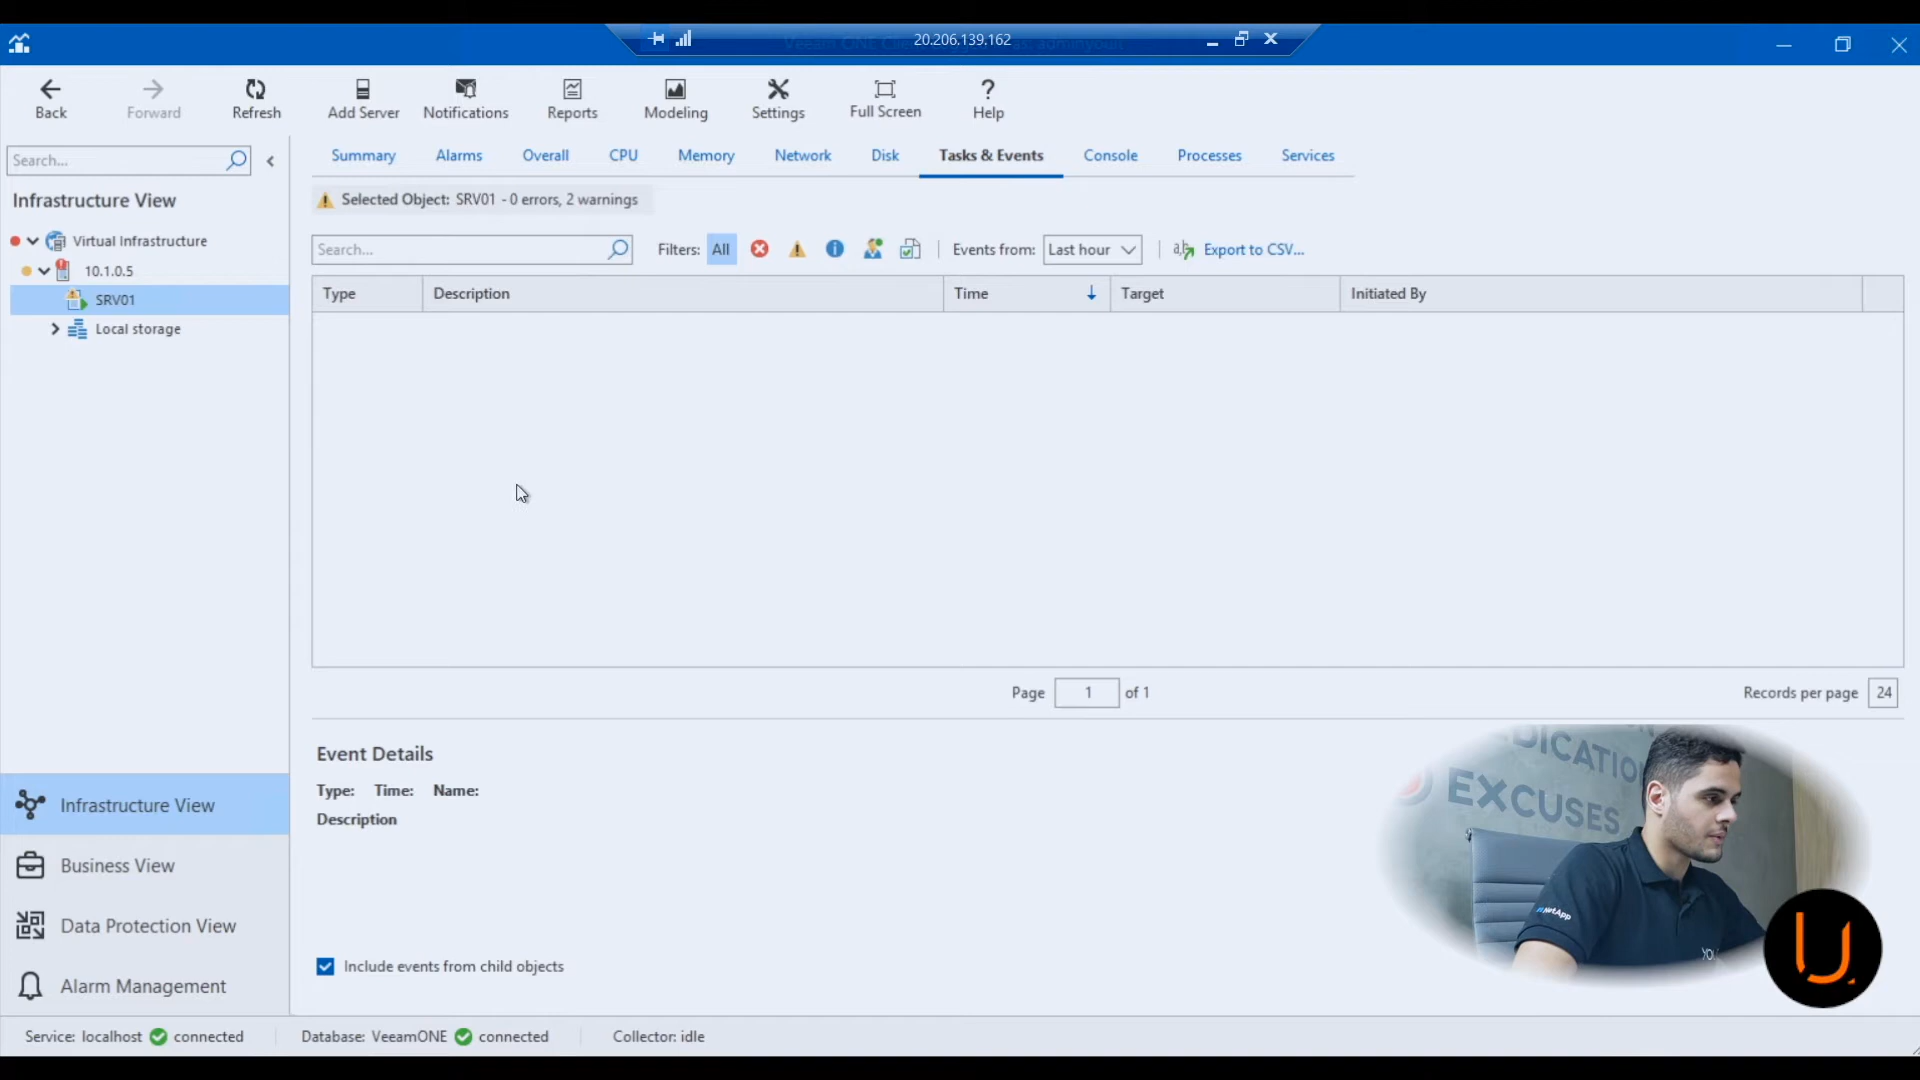 20.206.139.162
Back
Forward
Refresh
Add Server
Notifications
Reports
Modeling
Settings
Full Screen
Help
Search...
Summary
Alarms
Overall
CPU
Memory
Network
Disk
Tasks & Events
Console
Processes
Services
Infrastructure View
Selected Object: SRV01 - 0 errors, 2 warnings
Virtual Infrastructure
10.1.0.5
SRV01
Local storage
Search...
Filters:
All
Events from:
Last hour
Export to CSV...
Type
Description
Time
Target
Initiated By
Page 1 of 1
Records per page 24
Event Details
Type: Time: Name:
Description
Include events from child objects
Infrastructure View
Business View
Data Protection View
Alarm Management
EXCUSES
NetApp
Service: localhost connected
Database: VeeamONE connected
Collector: idle